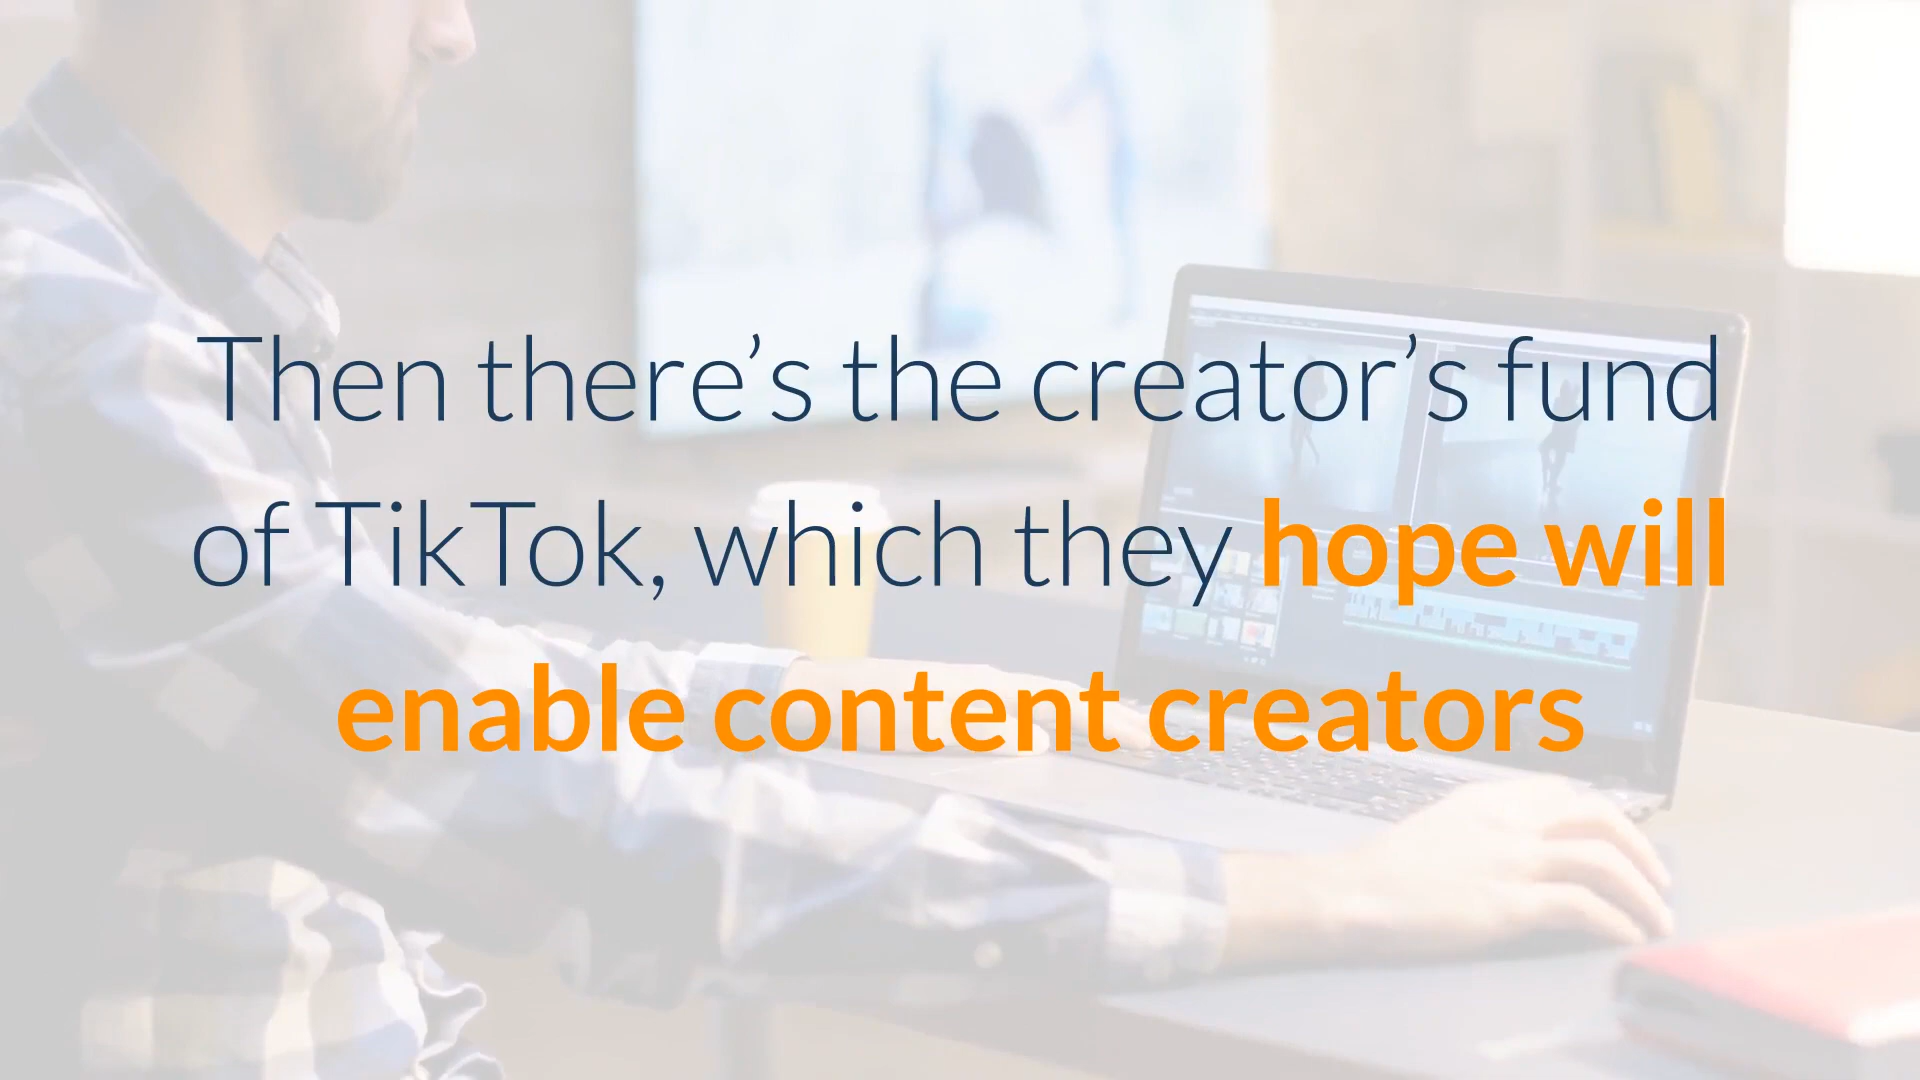 Then there’s the creator’s fund
of TikTok, which they hope will
enable content creators